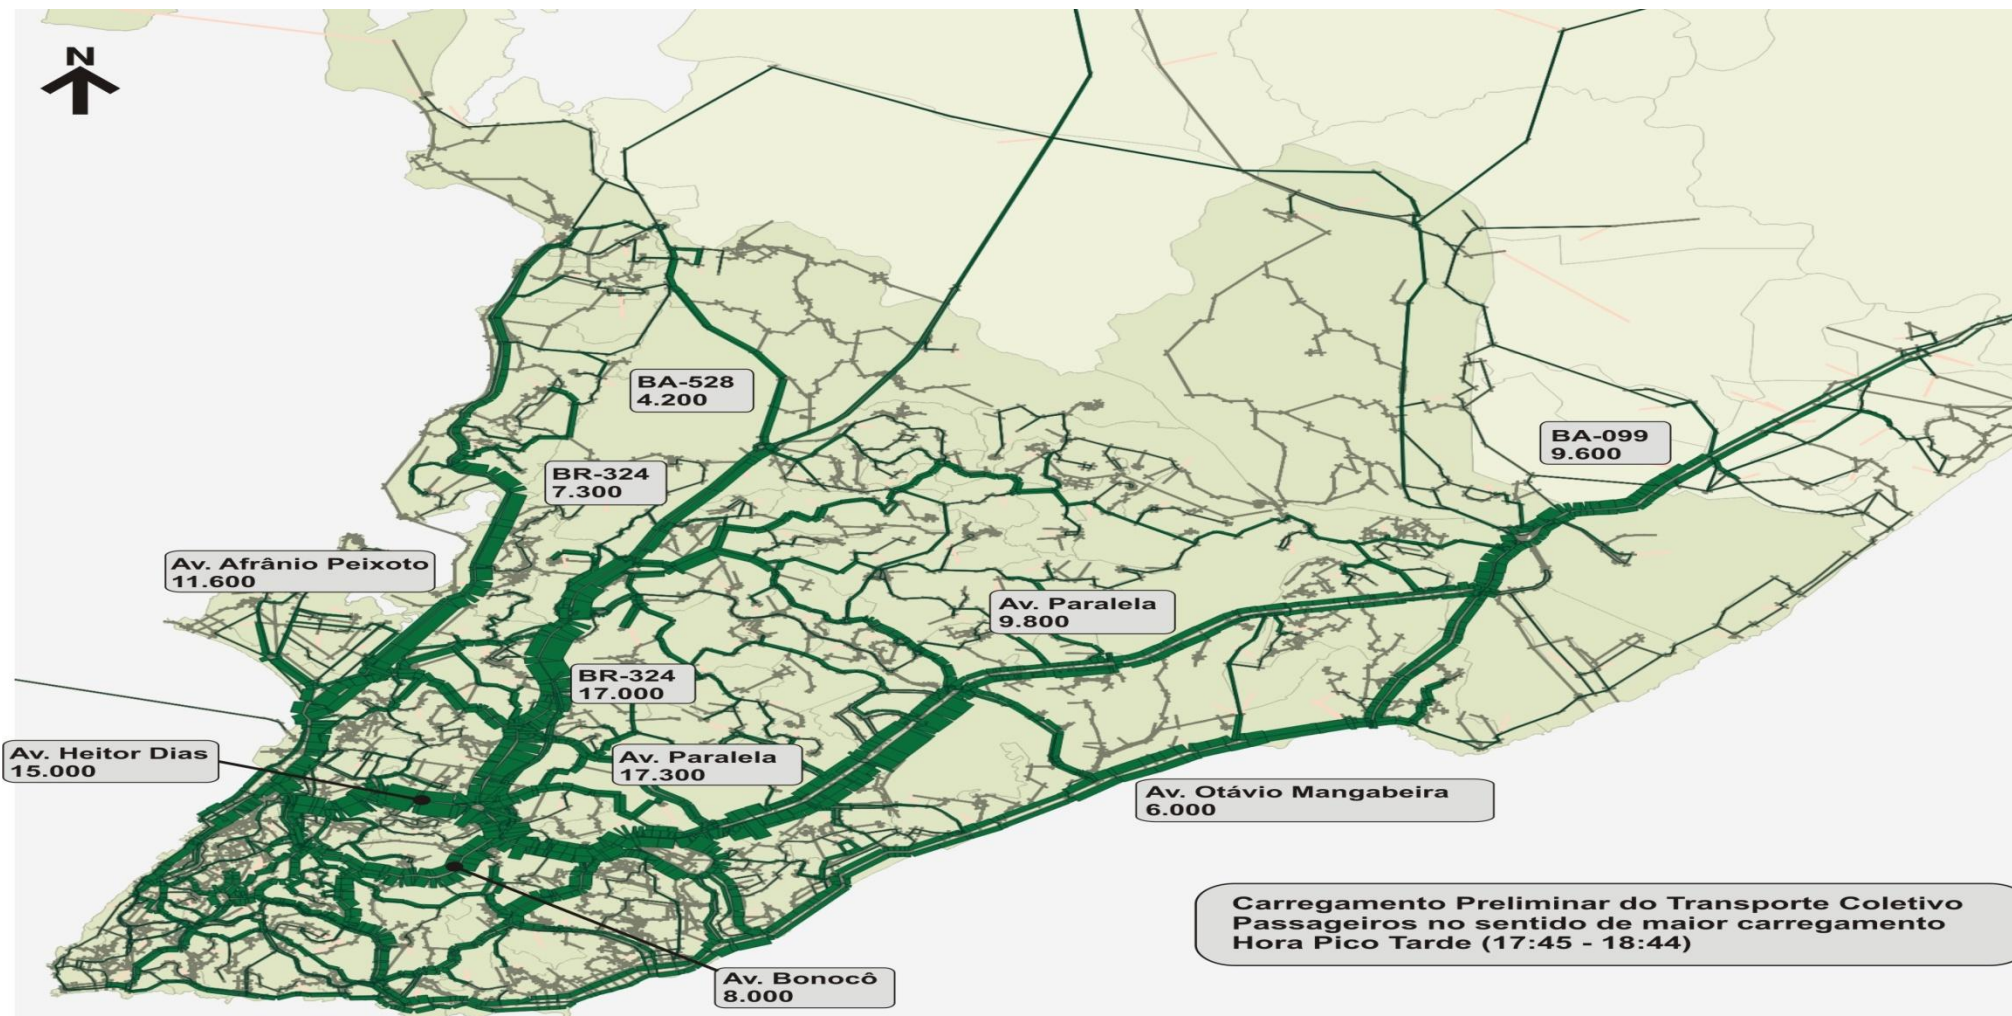 N
BA-528
4.200
BA-099
9.600
BR-324
7.300
Av. Afrânio Peixoto
11.600
Av. Paralela
9.800
BR-324
17.000
Av. Heitor Dias
15.000
Av. Paralela
17.300
Av. Otávio Mangabeira
6.000
Carregamento Preliminar do Transporte Coletivo
Passageiros no sentido de maior carregamento
Hora Pico Tarde (17:45 - 18:44)
Av. Bonocô
8.000